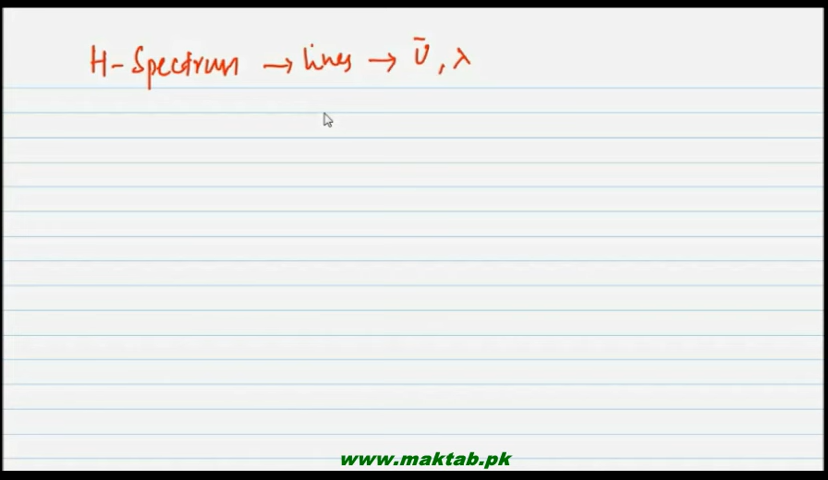 H- Spectrum → lines → ῡ, λ
www.maktab.pk